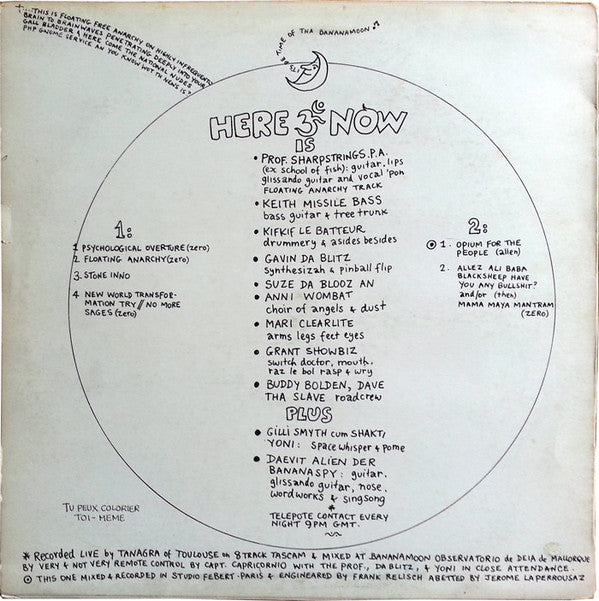 +... THIS IS FLOATING FREE ANARCHY ON HIGHLY INFREQUENTLY
BRAIN TO BRAINWAVES PENETRATING DEEPLY INTO YOUR
GALL BLADDER & HERE COME THE NATIONAL NUDES
PHP GNOME SERVICE AN YOU KNOW WOT TH NEWS IS?
TIME OF THA BANANAMOON
HERE & NOW
IS
• PROF. SHARPSTRINGS.P.A.
(ex school of fish): guitar, lips
glissando guitar and vocal 'pon
FLOATING ANARCHY TRACK
• KEITH MISSILE BASS
bass guitar & tree trunk
• KIFKIF LE BATTEUR
drummery & asides besides
• GAVIN DA BLITZ
synthesizah & pinball flip
• SUZE DA BLOOZ AN
• ANNI WOMBAT
choir of angels & dust
• MARI CLEARLITE
arms legs feet eyes
• GRANT SHOWBIZ
switch doctor, mouth,
raz le bol rasp & wry
• BUDDY BOLDEN, DAVE
THA SLAVE roadcrew
PLUS
• GILLI SMYTH cum SHAKTI
YONI: space whisper & pome
• DAEVIT ALIEN DER
BANANASPY: guitar,
glissando guitar, nose,
wordworks & singsong
*
TELEPOTE CONTACT EVERY
NIGHT 9PM GMT.
1:
1 PSYCHOLOGICAL OVERTURE (zero)
2 FLOATING ANARCHY (zero)
3 STONE INNO
4 NEW WORLD TRANSFOR-
MATION TRY // NO MORE
SAGES (zero)
2:
⊙ 1. OPIUM FOR THE
PEOPLE (allen)
2. ALLEZ ALI BABA
BLACKSHEEP HAVE
YOU ANY BULLSHIT?
and/or (then)
MAMA MAYA MANTRAM
(ZERO)
TU PEUX COLORIER
TOI-MEME
* Recorded LIVE by TANAGRA of TOULOUSE on 8 TRACK TASCAM & MIXED AT BANANAMOON OBSERVATORIO de DEIA de MALLORQUE
BY VERY & NOT VERY REMOTE CONTROL BY CAPT. CAPRICORNIO WITH THE PROF., DA BLITZ, & YONI IN CLOSE ATTENDANCE.
⊙ THIS ONE MIXED & RECORDED IN STUDIO FEBERT-PARIS & ENGINEARED BY FRANK RELISCH ABETTED BY JEROME LAPERROUSAZ